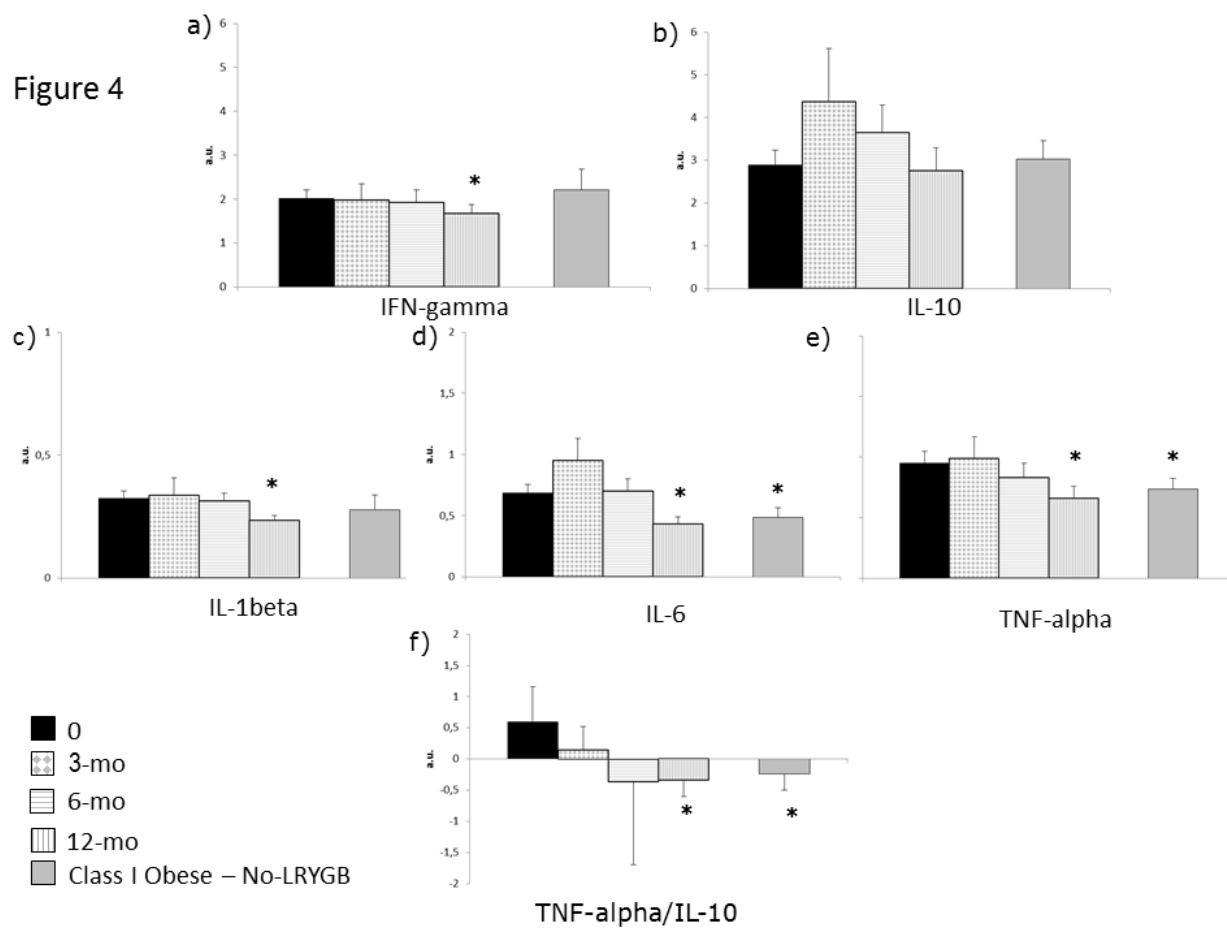 Figure 4
a)
6
5
4
3
2
1
0
a.u.
*
IFN-gamma
b)
6
5
4
3
2
1
0
a.u.
IL-10
c)
1
0,5
0
a.u.
*
IL-1beta
d)
2
1,5
1
0,5
0
a.u.
*
*
IL-6
e)
*
*
TNF-alpha
f)
2
1,5
1
0,5
0
-0,5
-1
-1,5
-2
a.u.
*
*
TNF-alpha/IL-10
0
3-mo
6-mo
12-mo
Class I Obese – No-LRYGB